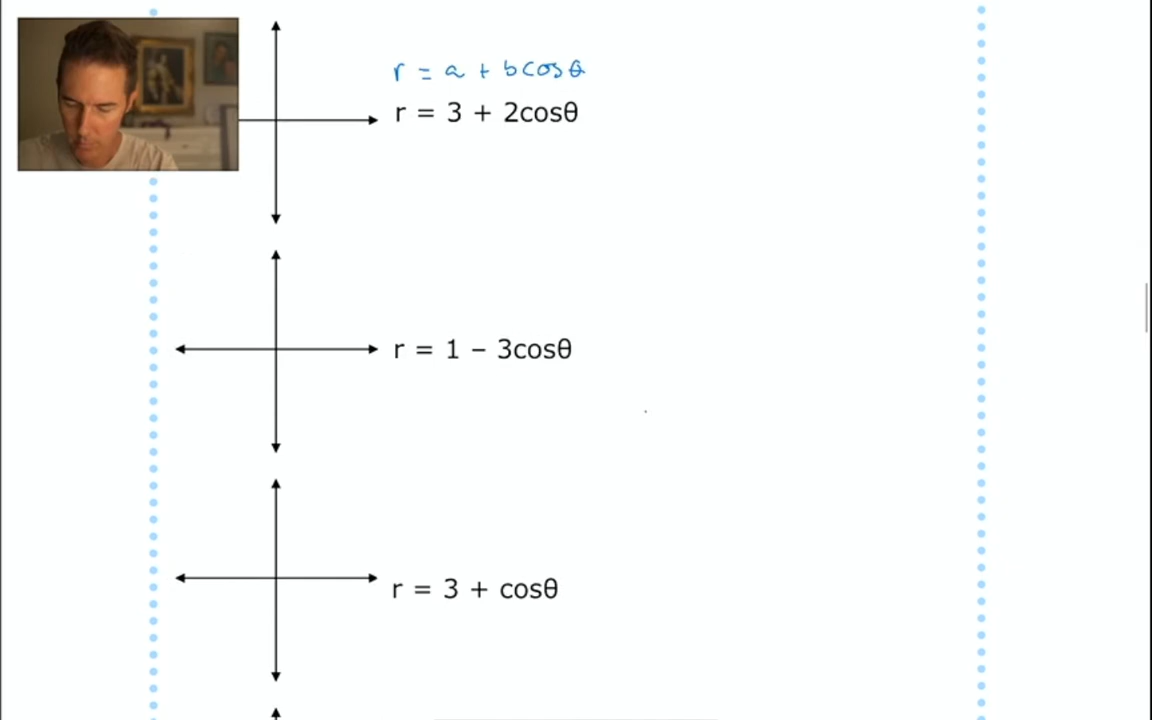 r = a + bcosθ
r = 3 + 2cosθ
r = 1 – 3cosθ
r = 3 + cosθ